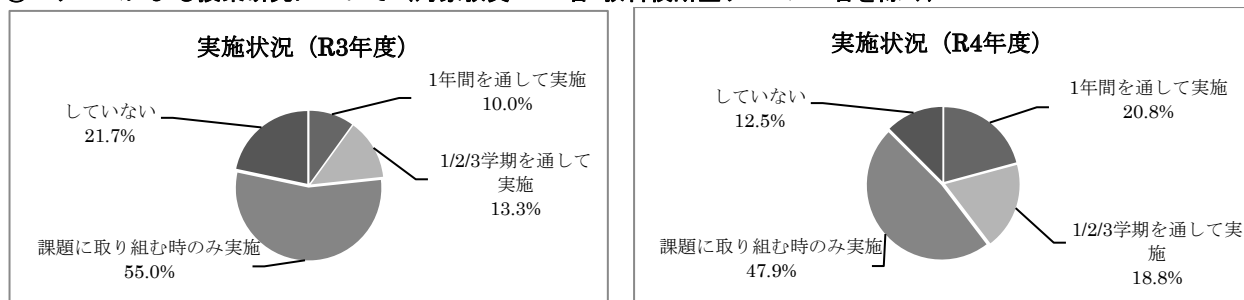 実施状況（R3年度）
1年間を通して実施
10.0%
していない
21.7%
1/2/3学期を通して
実施
13.3%
課題に取り組む時のみ実施
55.0%
実施状況（R4年度）
1年間を通して実施
20.8%
していない
12.5%
1/2/3学期を通して実
施
18.8%
課題に取り組む時のみ実施
47.9%